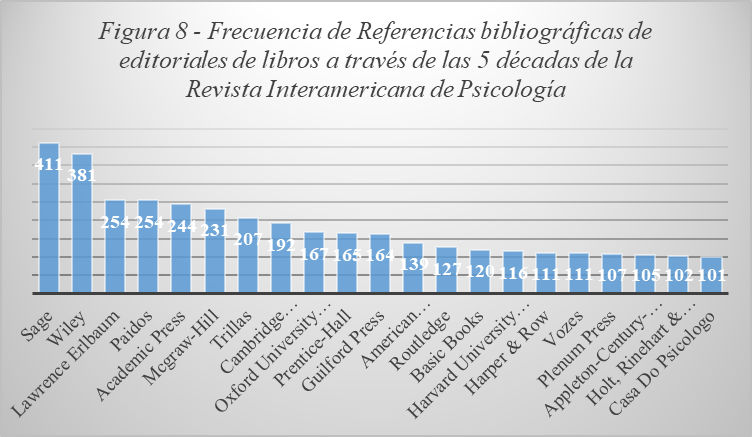 Figura 8 - Frecuencia de Referencias bibliográficas de
editoriales de libros a través de las 5 décadas de la
Revista Interamericana de Psicología
411
381
254
254
244
231
207
192
167
165
164
139
127
120
116
111
111
107
105
102
101
Sage
Wiley
Lawrence Erlbaum
Paidos
Academic Press
Mcgraw-Hill
Trillas
Cambridge…
Oxford University…
Prentice-Hall
Guilford Press
American…
Routledge
Basic Books
Harvard University…
Harper & Row
Vozes
Plenum Press
Appleton-Century-…
Holt, Rinehart &…
Casa Do Psicologo